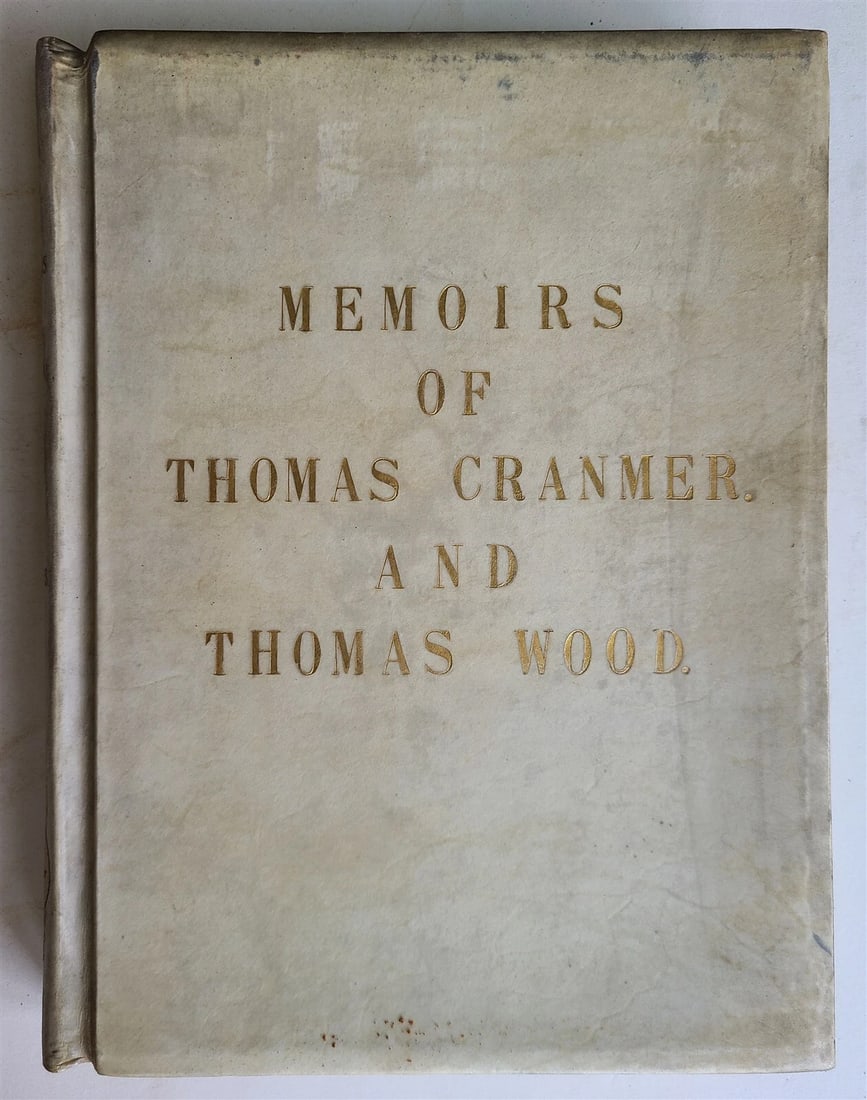 MEMOIRS
OF
THOMAS CRANMER.
AND
THOMAS WOOD.